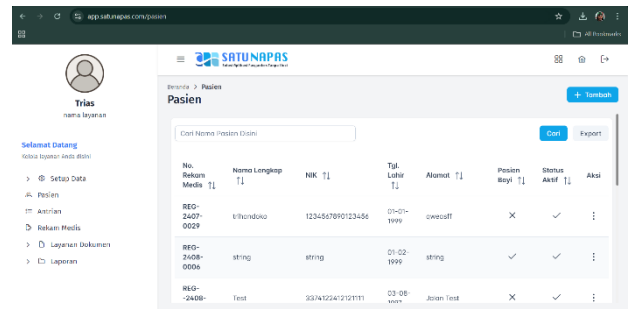 app.satunapas.com/pasien
All Bookmarks
SATUNAPAS
Beranda > Pasien
Pasien
+ Tambah
Trias
nama layanan
Selamat Datang
Kelola layanan Anda disini
Setup Data
Pasien
Antrian
Rekam Medis
Layanan Dokumen
Laporan
Cari Nama Pasien Disini
Cari
Export
No. Rekam Medis
Nama Lengkap
NIK
Tgl. Lahir
Alamat
Pasien Bayi
Status Aktif
Aksi
REG-2407-0029
trihandoko
1234567890123456
01-01-1999
aweasff
REG-2408-0006
string
string
01-02-1999
string
REG--2408-
Test
3374122412121111
03-08-1997
Jalan Test